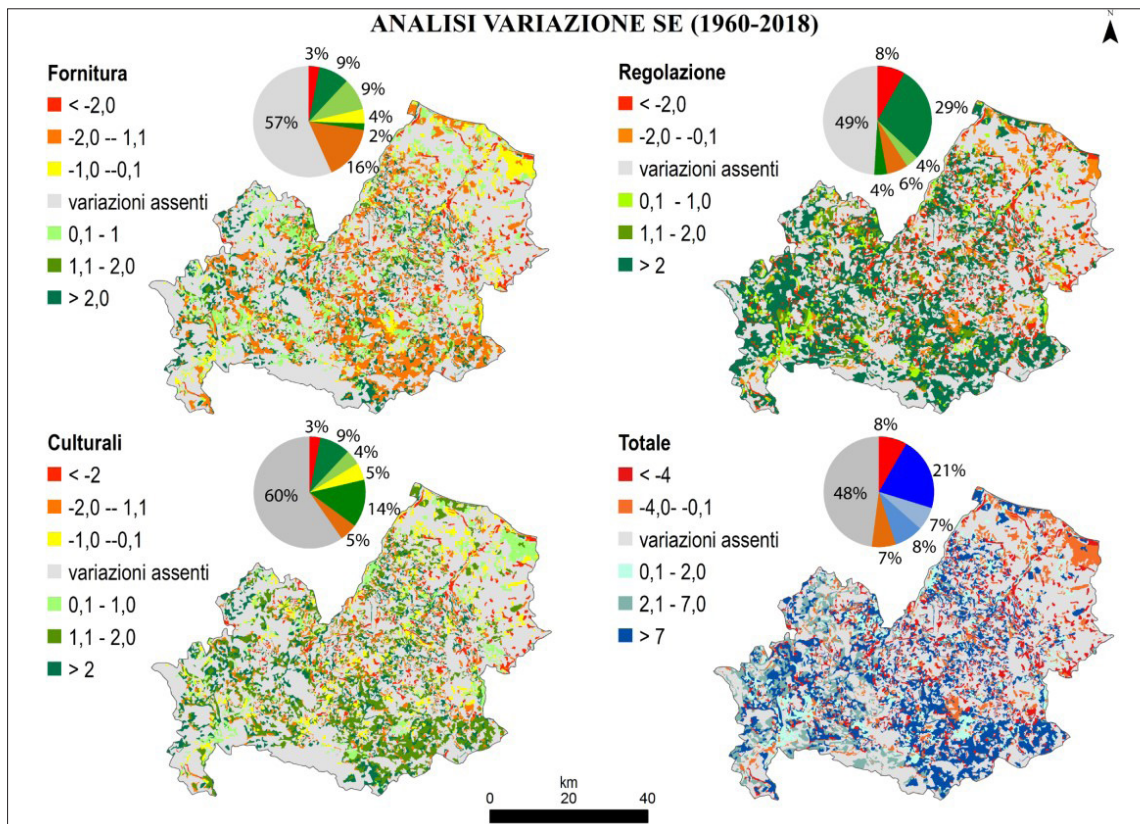 ANALISI VARIAZIONE SE (1960-2018)
N
Fornitura
< -2,0
-2,0 -- 1,1
-1,0 --0,1
variazioni assenti
0,1 - 1
1,1 - 2,0
> 2,0
3%
9%
9%
4%
2%
16%
57%
Regolazione
< -2,0
-2,0 - -0,1
variazioni assenti
0,1 - 1,0
1,1 - 2,0
> 2
8%
29%
4%
6%
4%
49%
Culturali
< -2
-2,0 -- 1,1
-1,0 --0,1
variazioni assenti
0,1 - 1,0
1,1 - 2,0
> 2
3%
9%
4%
5%
14%
5%
60%
Totale
< -4
-4,0- -0,1
variazioni assenti
0,1 - 2,0
2,1 - 7,0
> 7
8%
21%
7%
8%
7%
48%
km
0 20 40